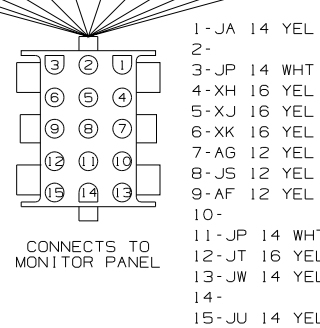 1-JA 14 YEL
2-
3-JP 14 WHT
4-XH 16 YEL
5-XJ 16 YEL
6-XK 16 YEL
7-AG 12 YEL
8-JS 12 YEL
9-AF 12 YEL
10-
11-JP 14 WHT
12-JT 16 YEL
13-JW 14 YEL
14-
15-JU 14 YEL
3 2 1
6 5 4
9 8 7
12 11 10
15 14 13
CONNECTS TO
MONITOR PANEL